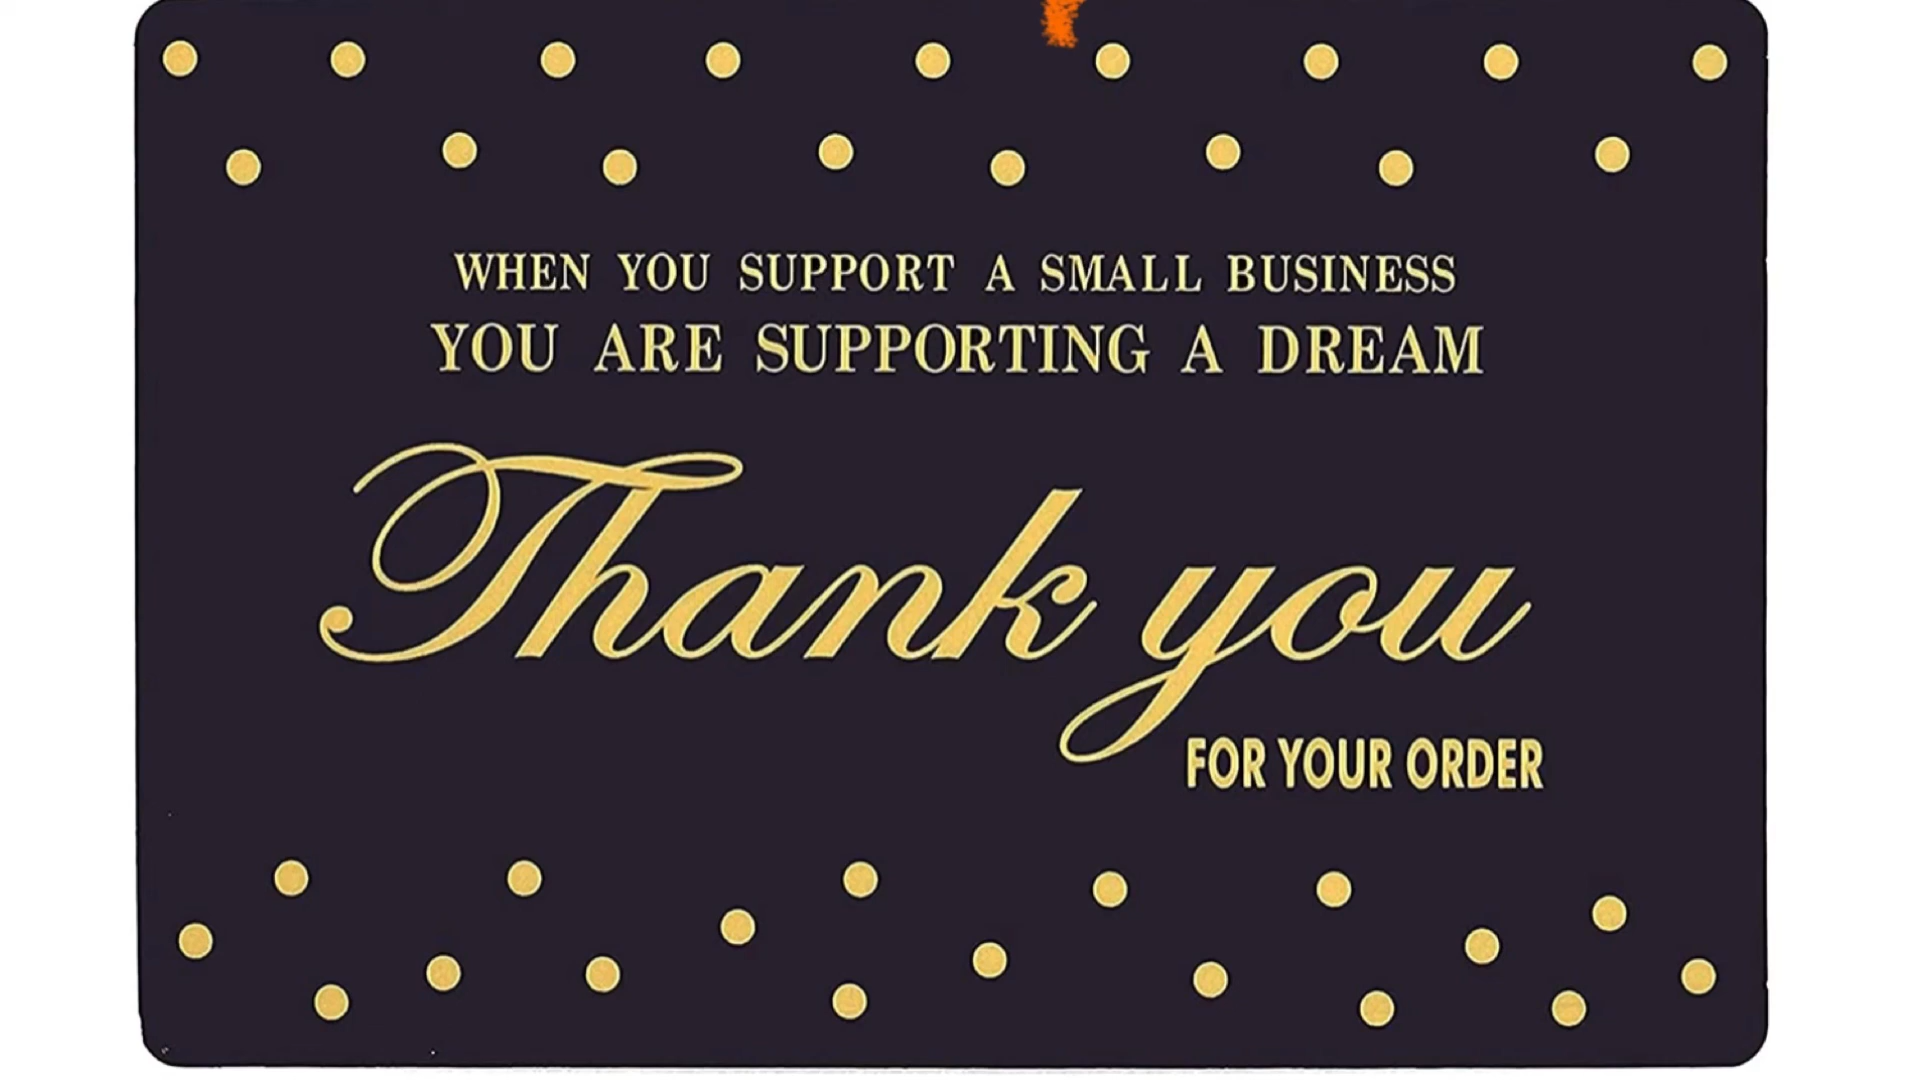 WHEN YOU SUPPORT A SMALL BUSINESS
YOU ARE SUPPORTING A DREAM
Thank you
FOR YOUR ORDER